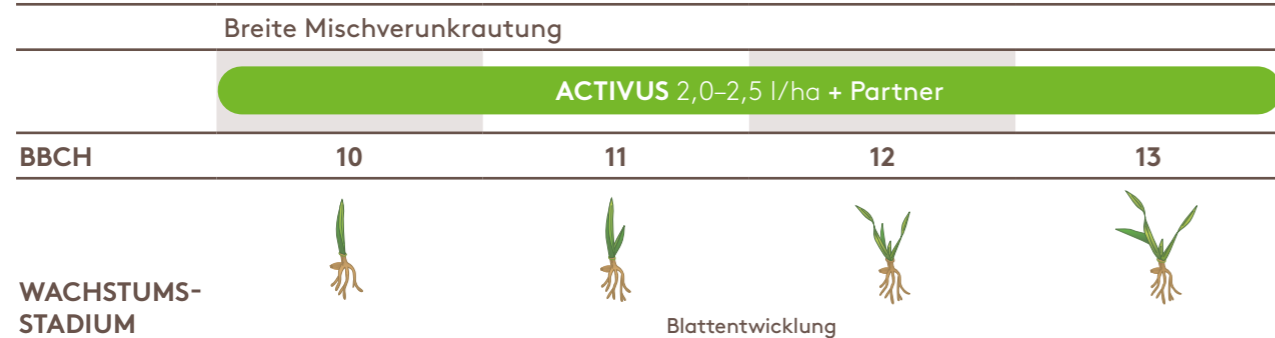 Breite Mischverunkrautung
ACTIVUS 2,0–2,5 l/ha + Partner
BBCH 10 11 12 13
WACHSTUMS-
STADIUM
Blattentwicklung